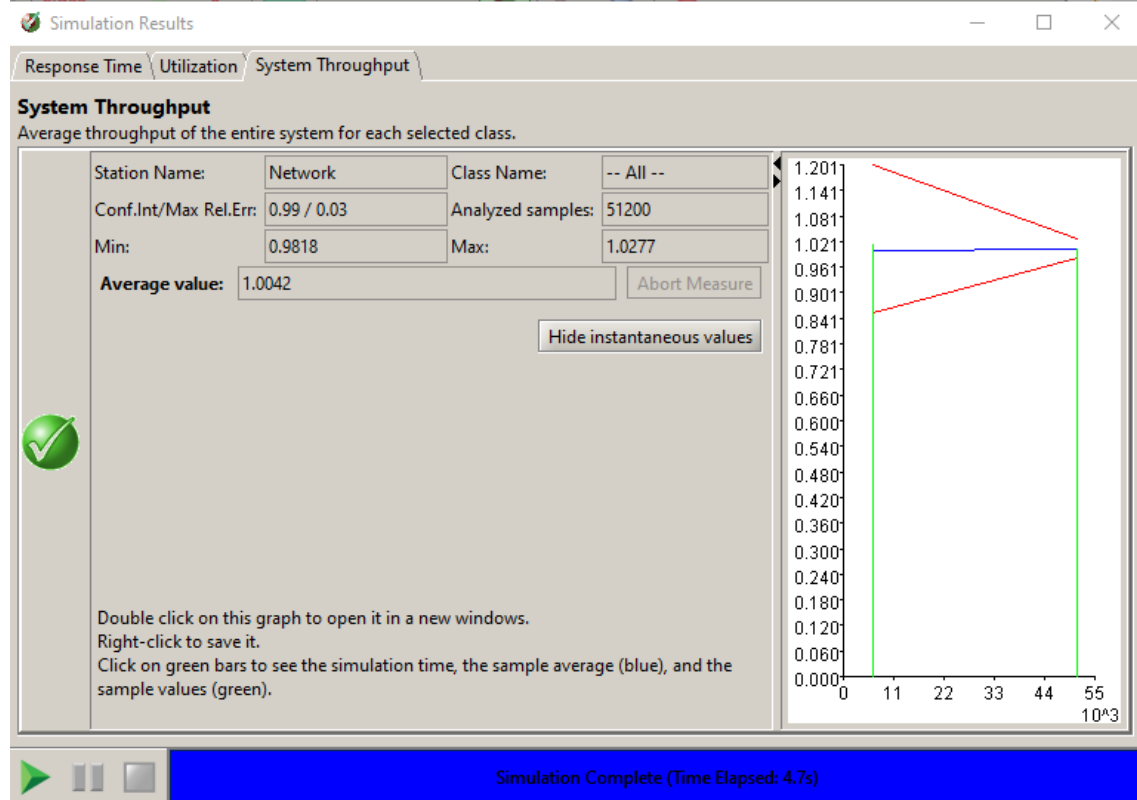 Simulation Results
Response Time Utilization System Throughput
System Throughput
Average throughput of the entire system for each selected class.
Station Name: Network Class Name: -- All --
Conf.Int/Max Rel.Err: 0.99 / 0.03 Analyzed samples: 51200
Min: 0.9818 Max: 1.0277
Average value: 1.0042 Abort Measure
Hide instantaneous values
Double click on this graph to open it in a new windows.
Right-click to save it.
Click on green bars to see the simulation time, the sample average (blue), and the
sample values (green).
1.201
1.141
1.081
1.021
0.961
0.901
0.841
0.781
0.721
0.660
0.600
0.540
0.480
0.420
0.360
0.300
0.240
0.180
0.120
0.060
0.000
0 11 22 33 44 55
10^3
Simulation Complete (Time Elapsed: 4.7s)